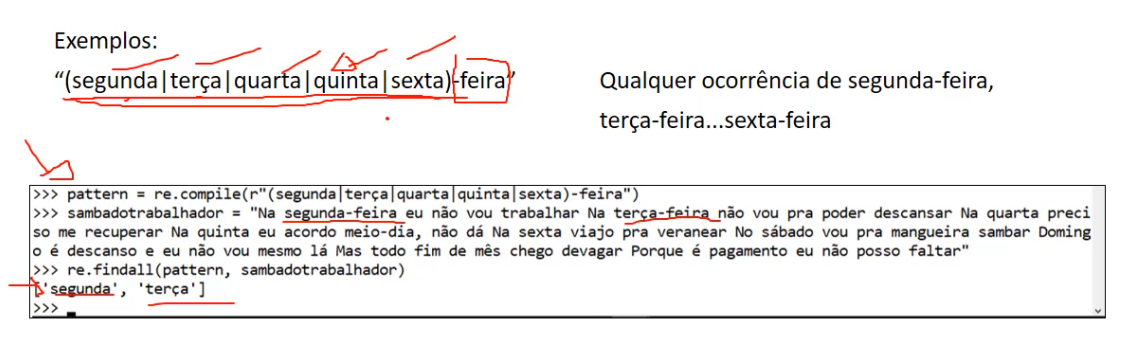 Exemplos:
“(segunda|terça|quarta|quinta|sexta)-feira”
Qualquer ocorrência de segunda-feira,
terça-feira...sexta-feira
>>> pattern = re.compile(r"(segunda|terça|quarta|quinta|sexta)-feira")
>>> sambadotrabalhador = "Na segunda-feira eu não vou trabalhar Na terça-feira não vou pra poder descansar Na quarta preci
so me recuperar Na quinta eu acordo meio-dia, não dá Na sexta viajo pra veranear No sábado vou pra mangueira sambar Doming
o é descanso e eu não vou mesmo lá Mas todo fim de mês chego devagar Porque é pagamento eu não posso faltar"
>>> re.findall(pattern, sambadotrabalhador)
['segunda', 'terça']
>>>